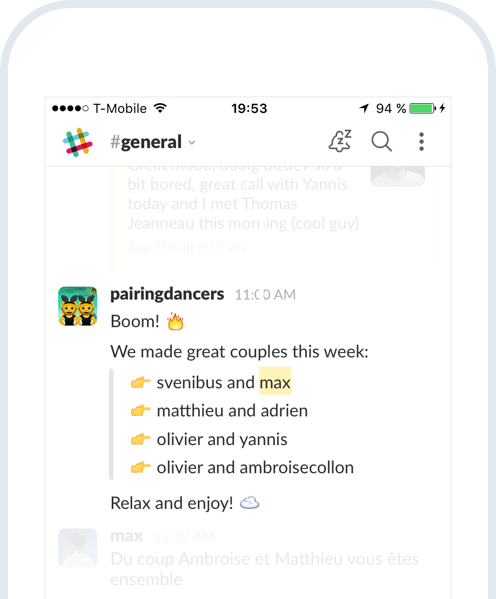 T-Mobile 19:53 94 %
#general
Great mood, doing bizdev so a
bit bored, great call with Yannis
today and I met Thomas
Jeanneau this morning (cool guy)
Aug 25th at 6:17 am
pairingdancers 11:00 AM
Boom! 🔥
We made great couples this week:
👉 svenibus and max
👉 matthieu and adrien
👉 olivier and yannis
👉 olivier and ambroisecollon
Relax and enjoy! ☁️
max 11:02 AM
Du coup Ambroise et Matthieu vous êtes
ensemble